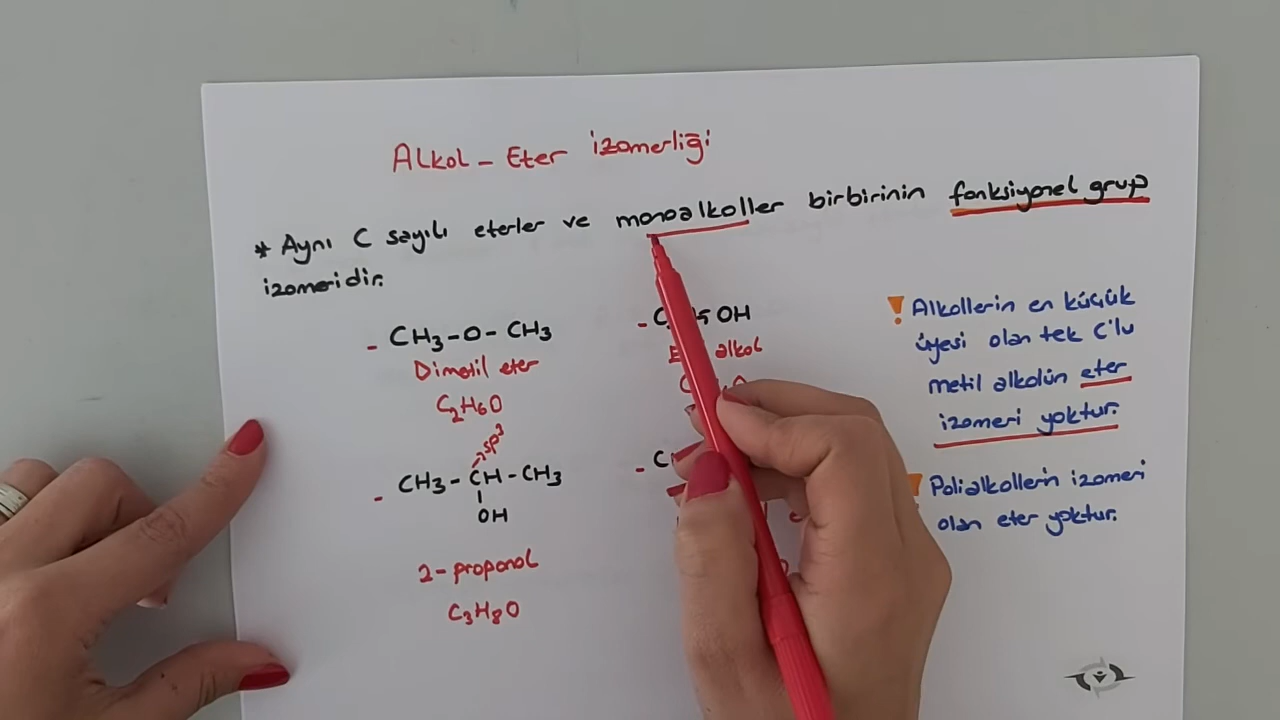 Alkol - Eter izomerliği
* Aynı C sayılı eterler ve monoalkoller birbirinin fonksiyonel grup
izomeridir.
- CH3-O-CH3
Dimetil eter
C2H6O
OH
alkol
- CH3-CH-CH3
sp3
OH
2-propanol
C3H8O
! Alkollerin en küçük
üyesi olan tek C'lu
metil alkolün eter
izomeri yoktur.
! Polialkollerin izomeri
olan eter yoktur.